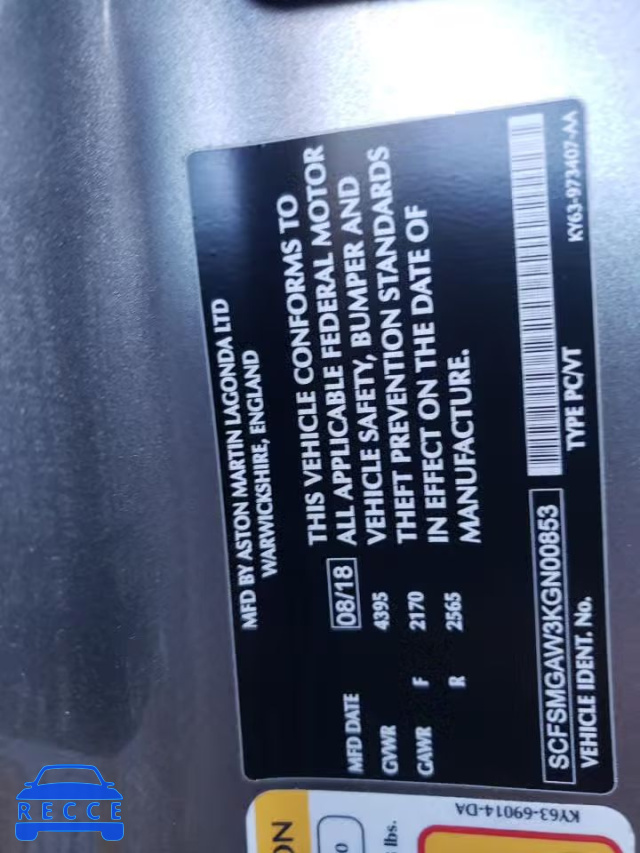 MFD BY ASTON MARTIN LAGONDA LTD
WARWICKSHIRE, ENGLAND
MFD DATE 08/18
GVWR 4395
GAWR F 2170
R 2565
THIS VEHICLE CONFORMS TO
ALL APPLICABLE FEDERAL MOTOR
VEHICLE SAFETY, BUMPER AND
THEFT PREVENTION STANDARDS
IN EFFECT ON THE DATE OF
MANUFACTURE.
SCFSMGAW3KGN00853
VEHICLE IDENT. No. TYPE PC/VT KY63-973407-AA
KY63-69014-DA
lbs.
RECCE